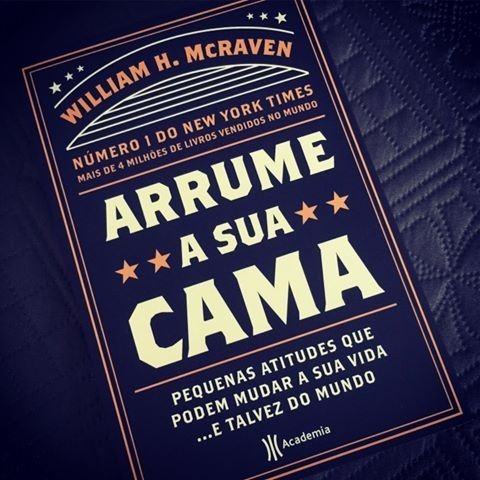 WILLIAM H. McRAVEN
NÚMERO 1 DO NEW YORK TIMES
MAIS DE 4 MILHÕES DE LIVROS VENDIDOS NO MUNDO
ARRUME
A SUA
CAMA
PEQUENAS ATITUDES QUE
PODEM MUDAR A SUA VIDA
...E TALVEZ DO MUNDO
Academia